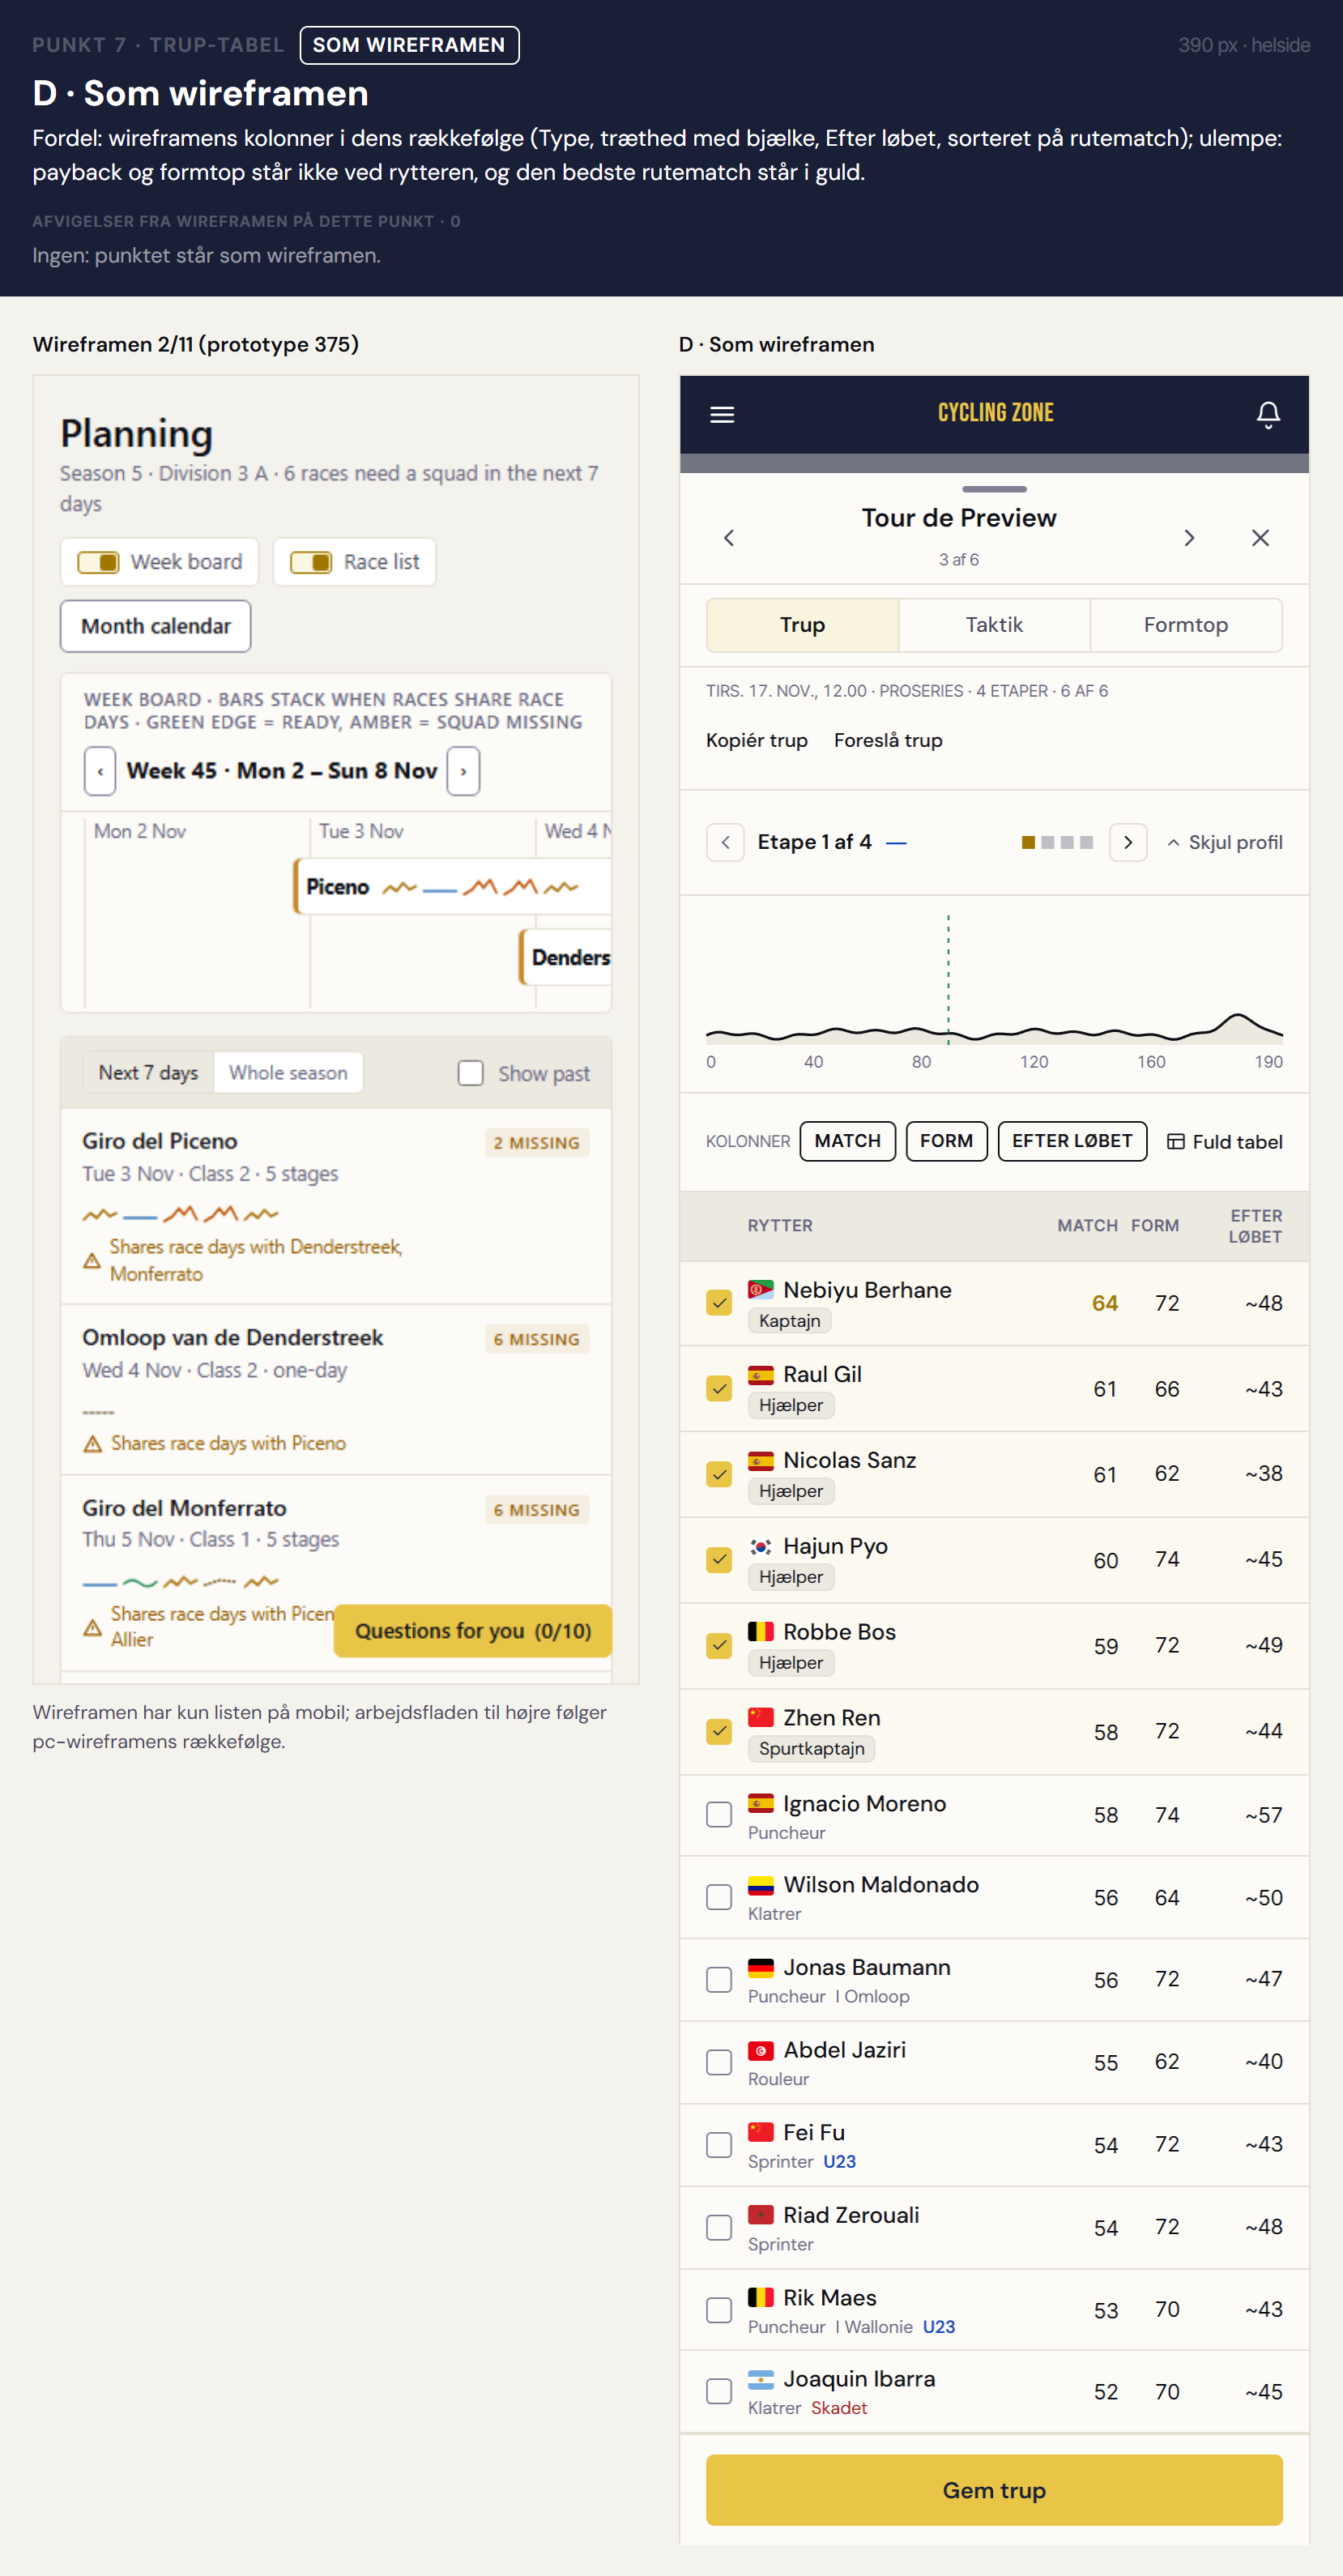 PUNKT 7 · TRUP-TABEL
SOM WIREFRAMEN
390 px · helside
D · Som wireframen
Fordel: wireframens kolonner i dens rækkefølge (Type, træthed med bjælke, Efter løbet, sorteret på rutematch); ulempe:
payback og formtop står ikke ved rytteren, og den bedste rutematch står i guld.
AFVIGELSER FRA WIREFRAMEN PÅ DETTE PUNKT · 0
Ingen: punktet står som wireframen.
Wireframen 2/11 (prototype 375)
Planning
Season 5 · Division 3 A · 6 races need a squad in the next 7
days
Week board
Race list
Month calendar
WEEK BOARD · BARS STACK WHEN RACES SHARE RACE
DAYS · GREEN EDGE = READY, AMBER = SQUAD MISSING
‹ Week 45 · Mon 2 – Sun 8 Nov ›
Mon 2 Nov
Tue 3 Nov
Wed 4 N
Piceno
Denders
Next 7 days
Whole season
Show past
Giro del Piceno
2 MISSING
Tue 3 Nov · Class 2 · 5 stages
Shares race days with Denderstreek,
Monferrato
Omloop van de Denderstreek
6 MISSING
Wed 4 Nov · Class 2 · one-day
Shares race days with Piceno
Giro del Monferrato
6 MISSING
Thu 5 Nov · Class 1 · 5 stages
Shares race days with Picen
Allier
Questions for you (0/10)
Wireframen har kun listen på mobil; arbejdsfladen til højre følger
pc-wireframens rækkefølge.
D · Som wireframen
CYCLING ZONE
Tour de Preview
3 af 6
Trup
Taktik
Formtop
TIRS. 17. NOV., 12.00 · PROSERIES · 4 ETAPER · 6 AF 6
Kopiér trup
Foreslå trup
Etape 1 af 4
Skjul profil
0 40 80 120 160 190
KOLONNER
MATCH
FORM
EFTER LØBET
Fuld tabel
RYTTER MATCH FORM EFTER
LØBET
Nebiyu Berhane 64 72 ~48
Kaptajn
Raul Gil 61 66 ~43
Hjælper
Nicolas Sanz 61 62 ~38
Hjælper
Hajun Pyo 60 74 ~45
Hjælper
Robbe Bos 59 72 ~49
Hjælper
Zhen Ren 58 72 ~44
Spurtkaptajn
Ignacio Moreno 58 74 ~57
Puncheur
Wilson Maldonado 56 64 ~50
Klatrer
Jonas Baumann 56 72 ~47
Puncheur I Omloop
Abdel Jaziri 55 62 ~40
Rouleur
Fei Fu 54 72 ~43
Sprinter U23
Riad Zerouali 54 72 ~48
Sprinter
Rik Maes 53 70 ~43
Puncheur I Wallonie U23
Joaquin Ibarra 52 70 ~45
Klatrer Skadet
Gem trup